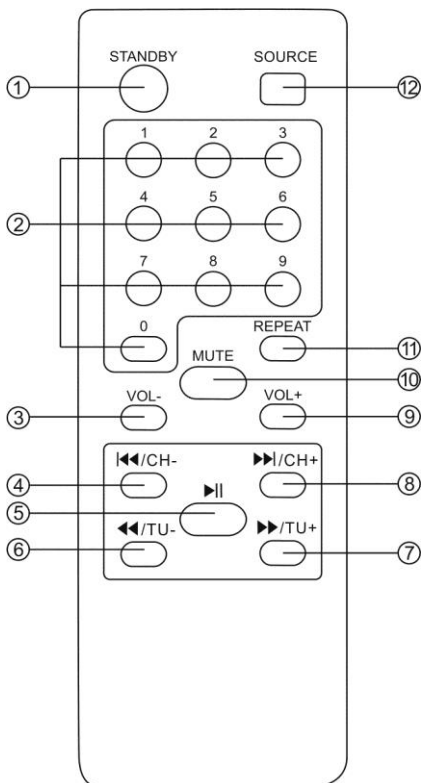 STANDBY SOURCE
① ⑫
1 2 3
4 5 6
②
7 8 9
0 REPEAT
⑪
MUTE
⑩
VOL- VOL+
③ ⑨
|◀◀/CH- ▶▶|/CH+
④ ▶|| ⑧
⑤
◀◀/TU- ▶▶/TU+
⑥ ⑦